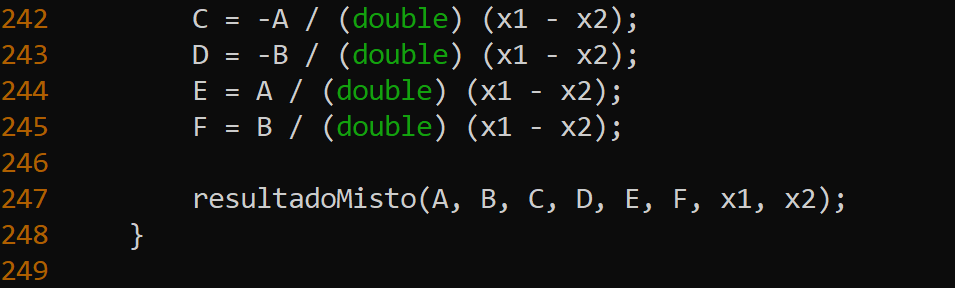 242 C = -A / (double) (x1 - x2);
243 D = -B / (double) (x1 - x2);
244 E = A / (double) (x1 - x2);
245 F = B / (double) (x1 - x2);
246
247 resultadoMisto(A, B, C, D, E, F, x1, x2);
248 }
249